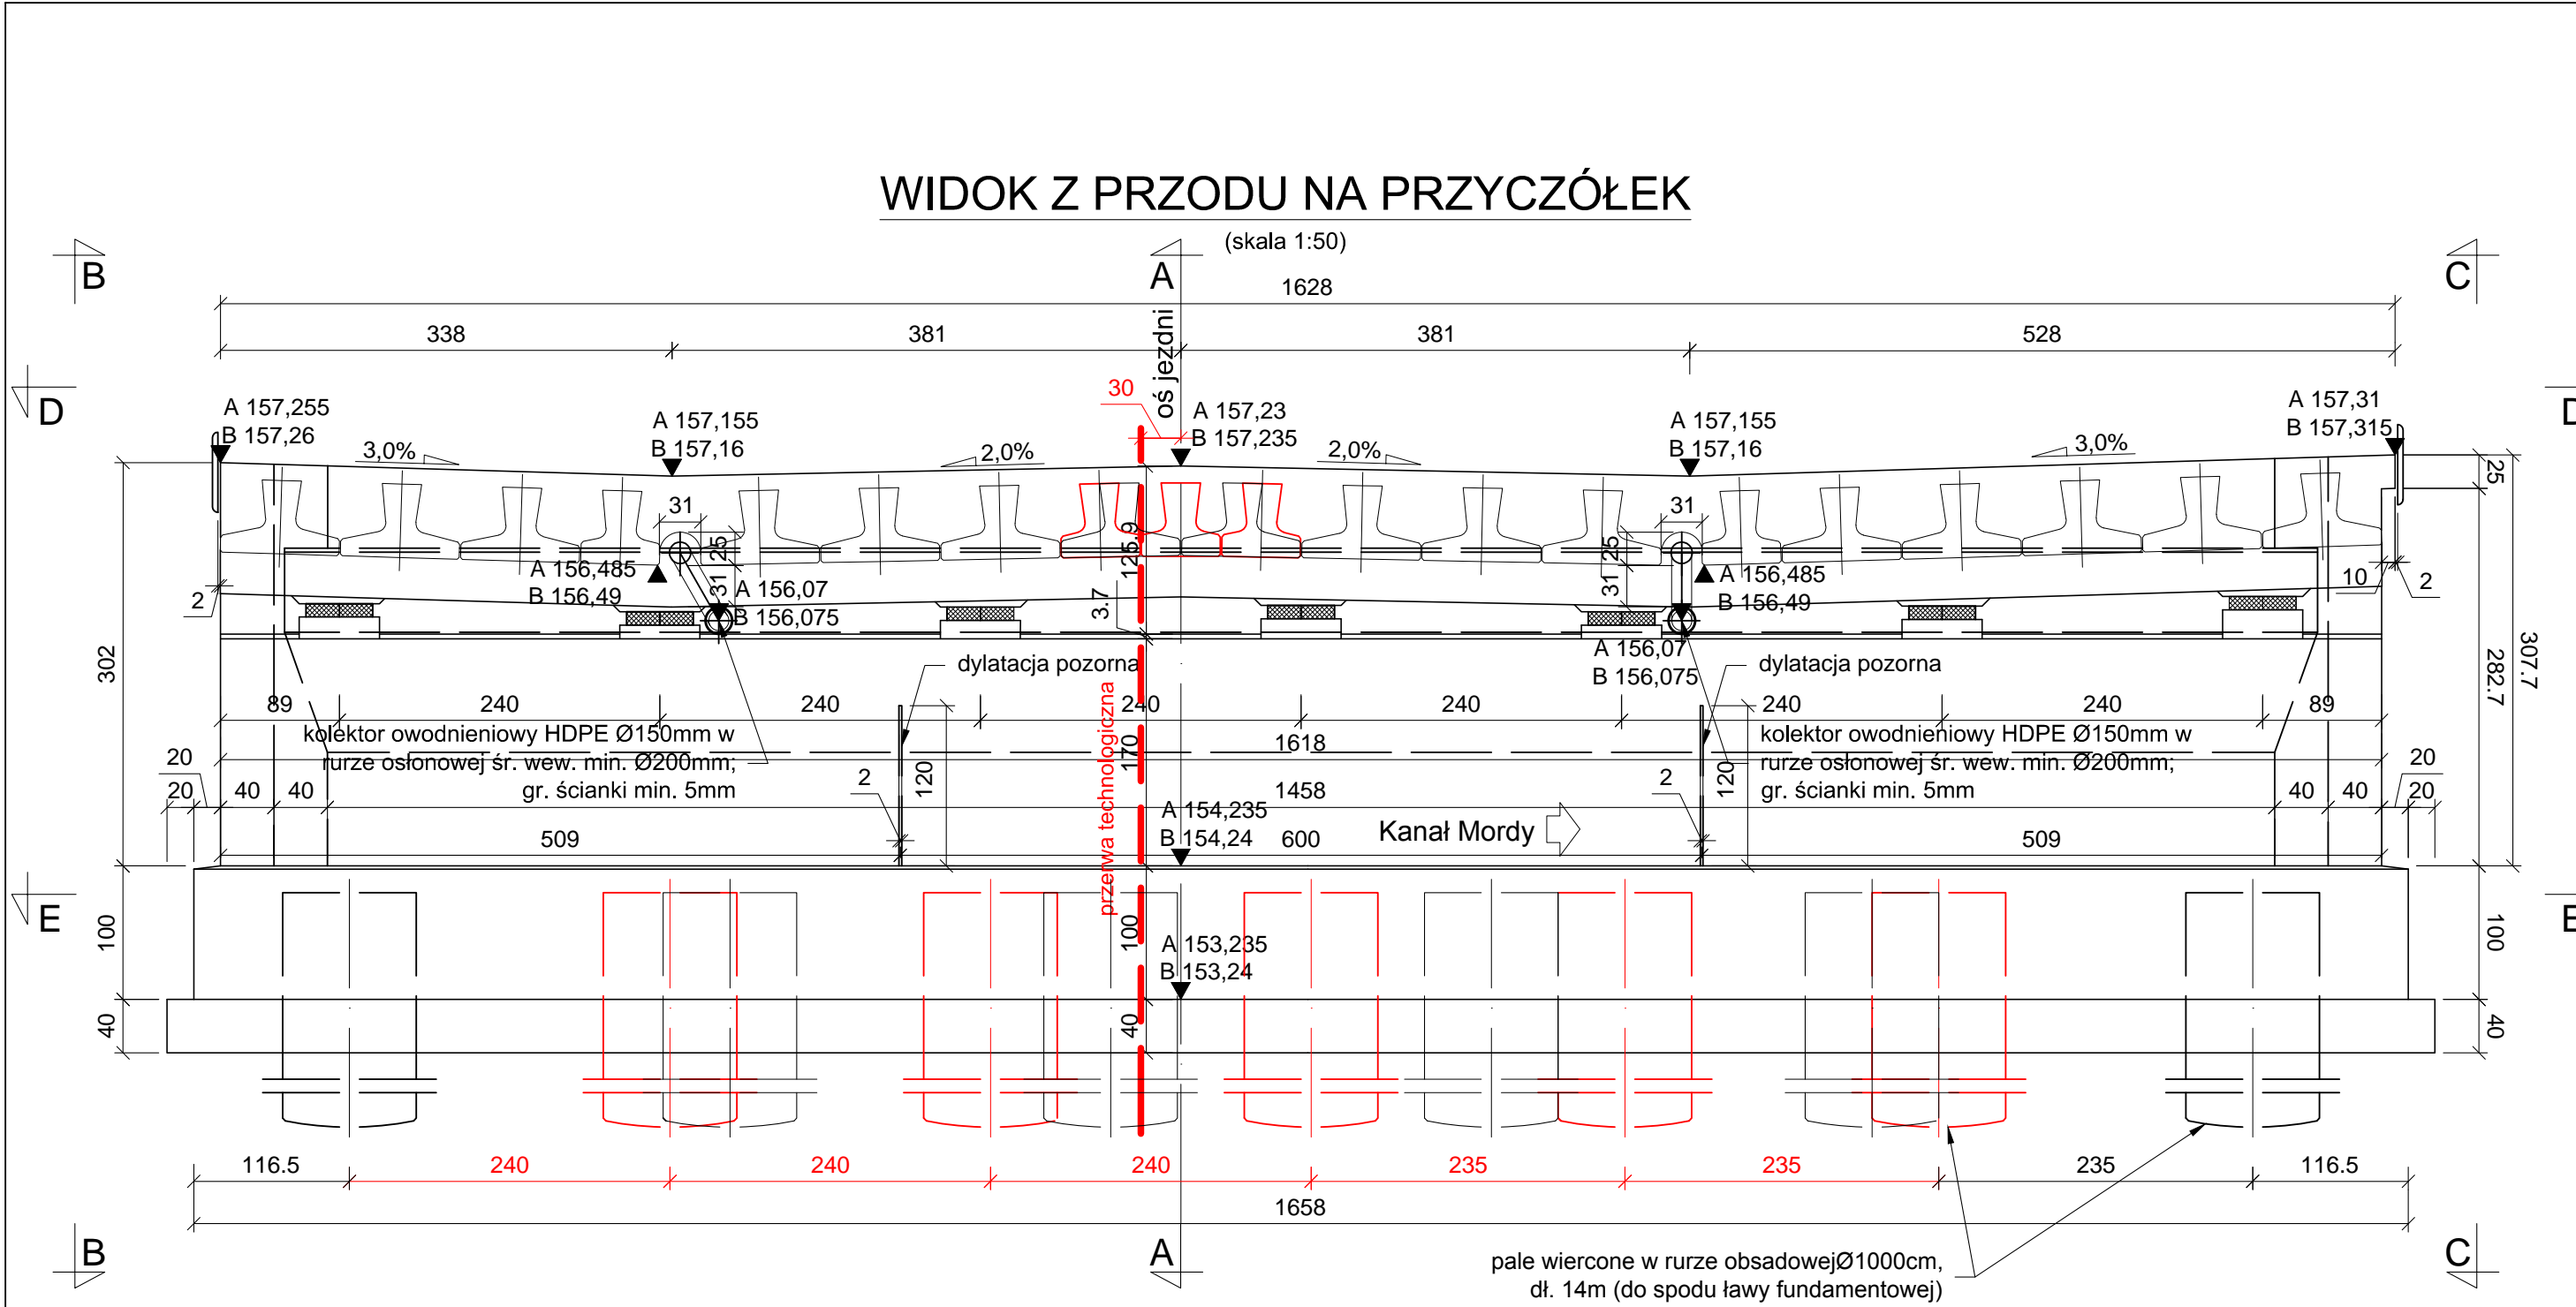 WIDOK Z PRZODU NA PRZYCZÓŁEK
(skala 1:50)
B
A
C
1628
338
381
381
528
oś jezdni
30
D
D
A 157,255
B 157,26
A 157,155
B 157,16
A 157,23
B 157,235
A 157,155
B 157,16
A 157,31
B 157,315
3,0%
2,0%
2,0%
3,0%
25
31
31
25
25
125.9
A 156,485
B 156,49
31
A 156,07
B 156,075
31
A 156,485
B 156,49
2
10
2
3.7
302
307.7
282.7
A 156,07
B 156,075
dylatacja pozorna
dylatacja pozorna
przerwa technologiczna
89
240
240
240
240
240
240
89
kolektor owodnieniowy HDPE Ø150mm w
rurze osłonowej śr. wew. min. Ø200mm;
gr. ścianki min. 5mm
kolektor owodnieniowy HDPE Ø150mm w
rurze osłonowej śr. wew. min. Ø200mm;
gr. ścianki min. 5mm
1618
170
20
20
40
40
2
120
1458
2
120
40
40
20
20
A 154,235
B 154,24
Kanał Mordy
509
600
509
E
E
100
100
100
A 153,235
B 153,24
40
40
40
116.5
240
240
240
235
235
235
116.5
1658
B
A
C
pale wiercone w rurze obsadowejØ1000cm,
dł. 14m (do spodu ławy fundamentowej)